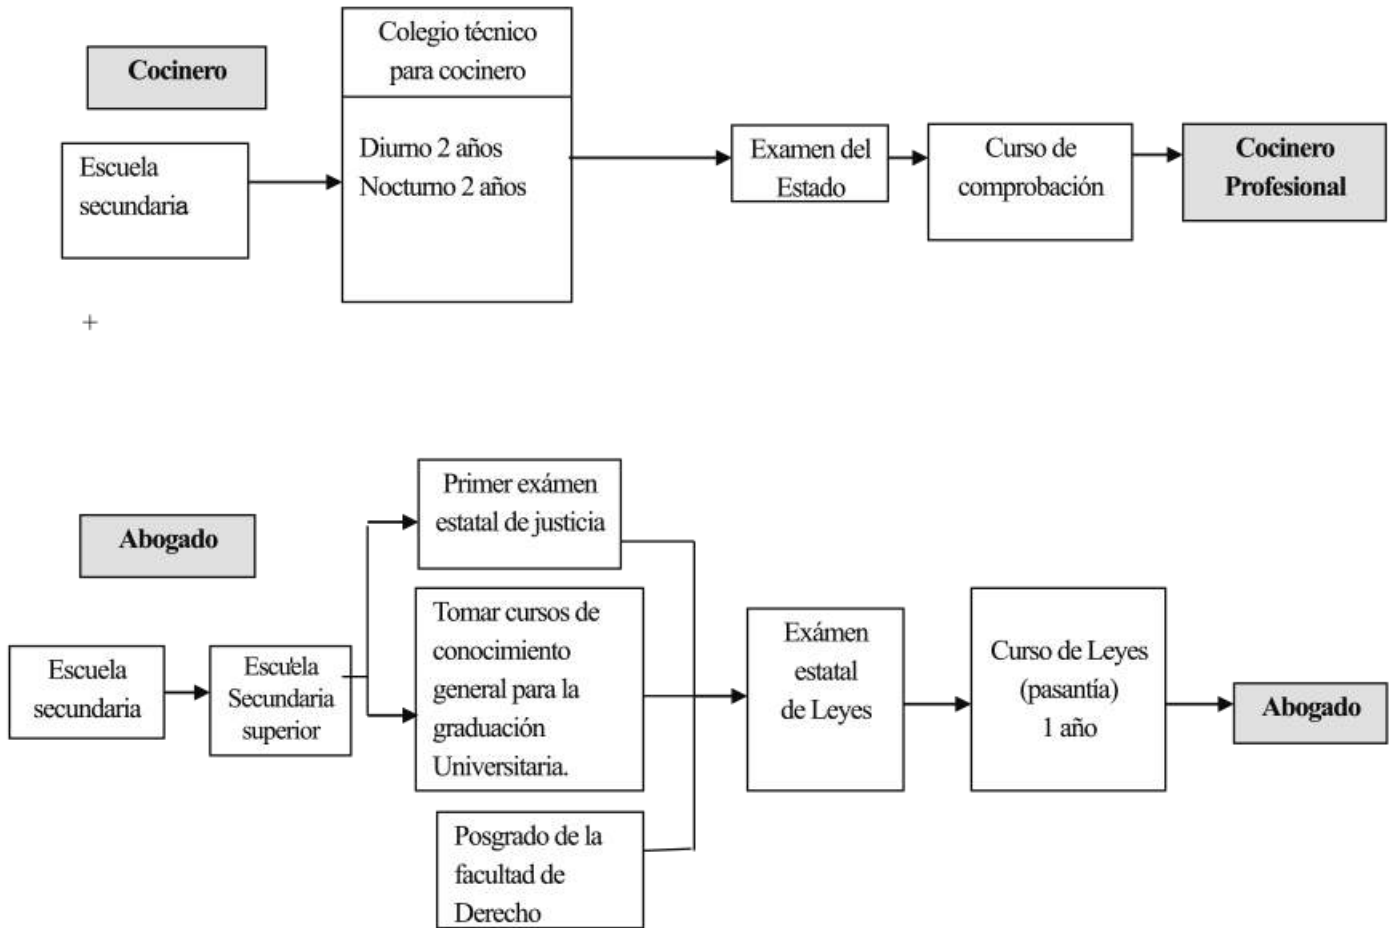 Cocinero
Escuela
secundaria
Colegio técnico
para cocinero
Diurno 2 años
Nocturno 2 años
Examen del
Estado
Curso de
comprobación
Cocinero
Profesional
+
Abogado
Escuela
secundaria
Escuela
Secundaria
superior
Primer exámen
estatal de justicia
Tomar cursos de
conocimiento
general para la
graduación
Universitaria.
Posgrado de la
facultad de
Derecho
Exámen
estatal
de Leyes
Curso de Leyes
(pasantía)
1 año
Abogado